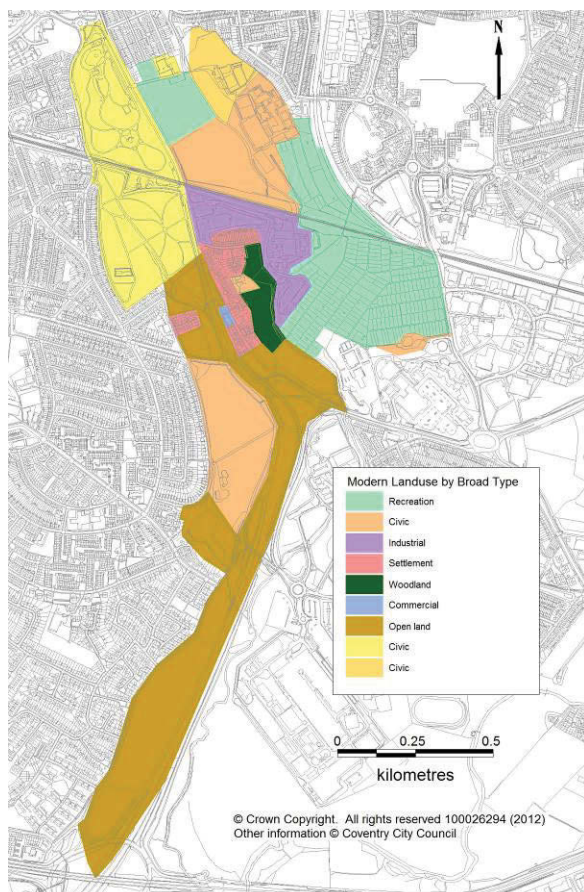 N
Modern Landuse by Broad Type
Recreation
Civic
Industrial
Settlement
Woodland
Commercial
Open land
Civic
Civic
0 0.25 0.5
kilometres
© Crown Copyright. All rights reserved 100026294 (2012)
Other information © Coventry City Council